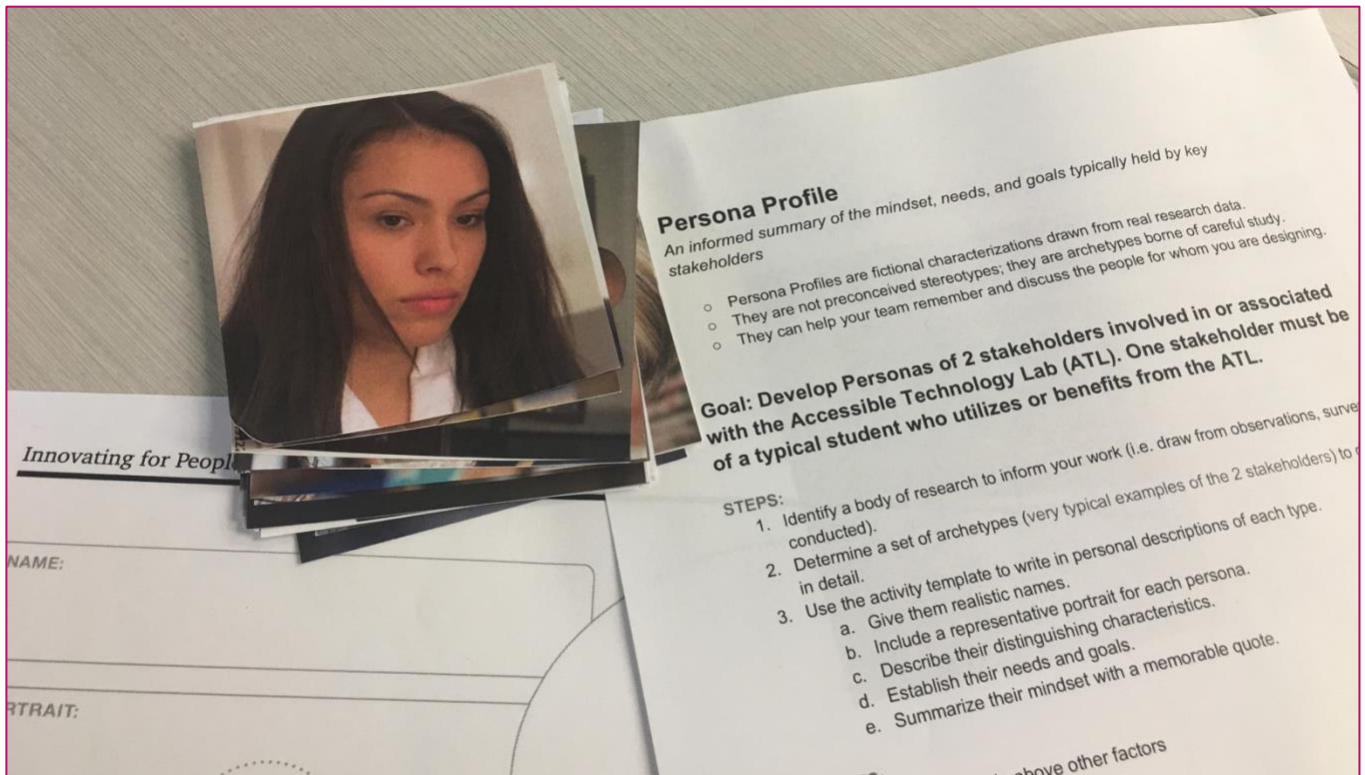 Persona Profile
An informed summary of the mindset, needs, and goals typically held by key
stakeholders
○ Persona Profiles are fictional characterizations drawn from real research data.
○ They are not preconceived stereotypes; they are archetypes borne of careful study.
○ They can help your team remember and discuss the people for whom you are designing.
Goal: Develop Personas of 2 stakeholders involved in or associated
with the Accessible Technology Lab (ATL). One stakeholder must be
of a typical student who utilizes or benefits from the ATL.
STEPS:
1. Identify a body of research to inform your work (i.e. draw from observations,
conducted).
2. Determine a set of archetypes (very typical examples of the 2 stakeholders) to
in detail.
3. Use the activity template to write in personal descriptions of each type.
a. Give them realistic names.
b. Include a representative portrait for each persona.
c. Describe their distinguishing characteristics.
d. Establish their needs and goals.
e. Summarize their mindset with a memorable quote.
above other factors
Innovating for
NAME: